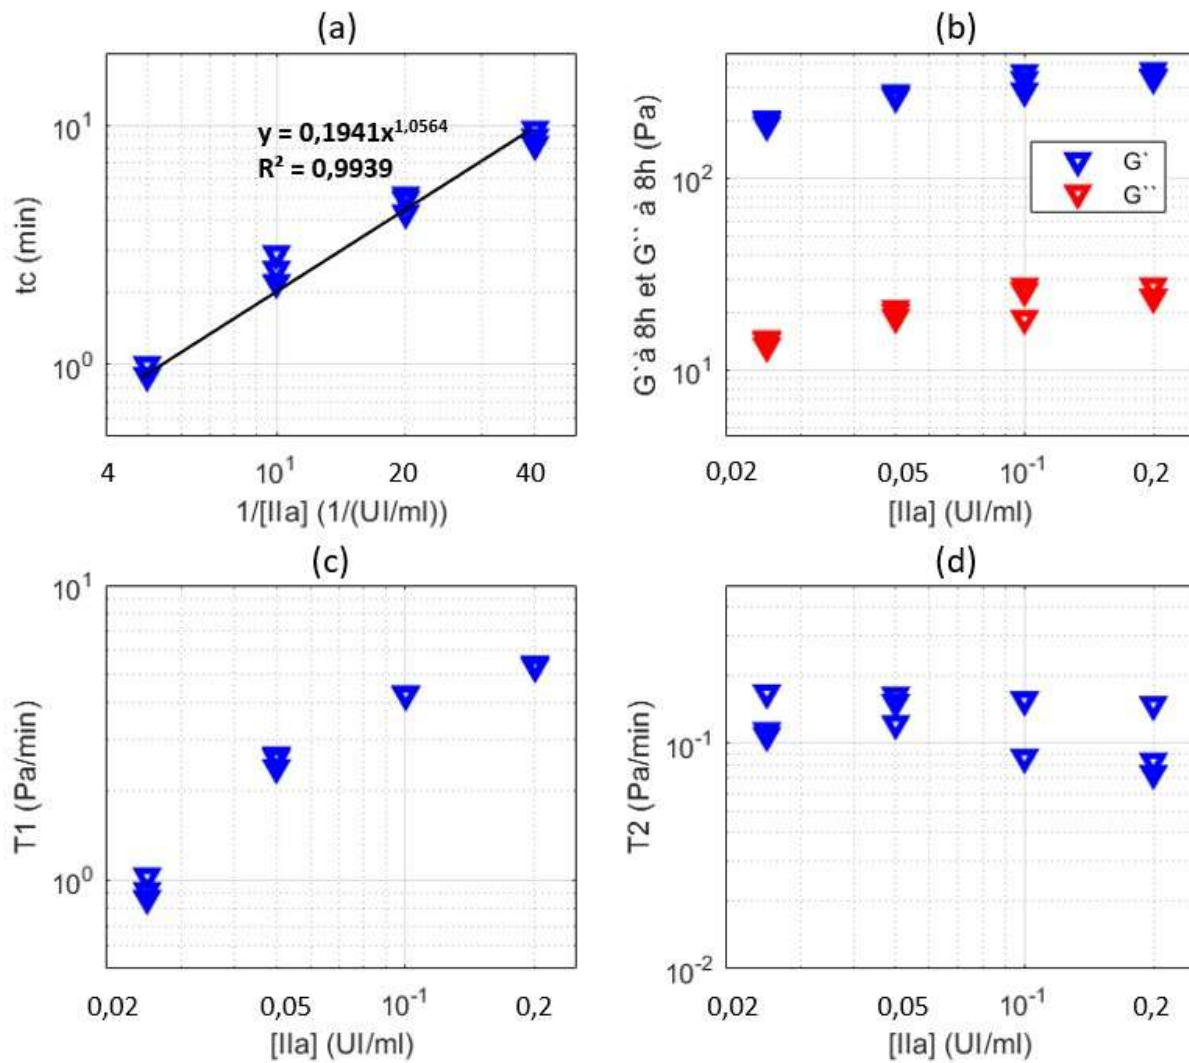 (a)
y = 0,1941x^1,0564
R² = 0,9939
10^1
10^0
tc (min)
4
10^1
20
40
1/[IIa] (1/(UI/ml))
(b)
G`
G``
10^2
10^1
G`à 8h et G`` à 8h (Pa)
0,02
0,05
10^-1
0,2
[IIa] (UI/ml)
(c)
10^1
10^0
T1 (Pa/min)
0,02
0,05
10^-1
0,2
[IIa] (UI/ml)
(d)
10^-1
10^-2
T2 (Pa/min)
0,02
0,05
10^-1
0,2
[IIa] (UI/ml)